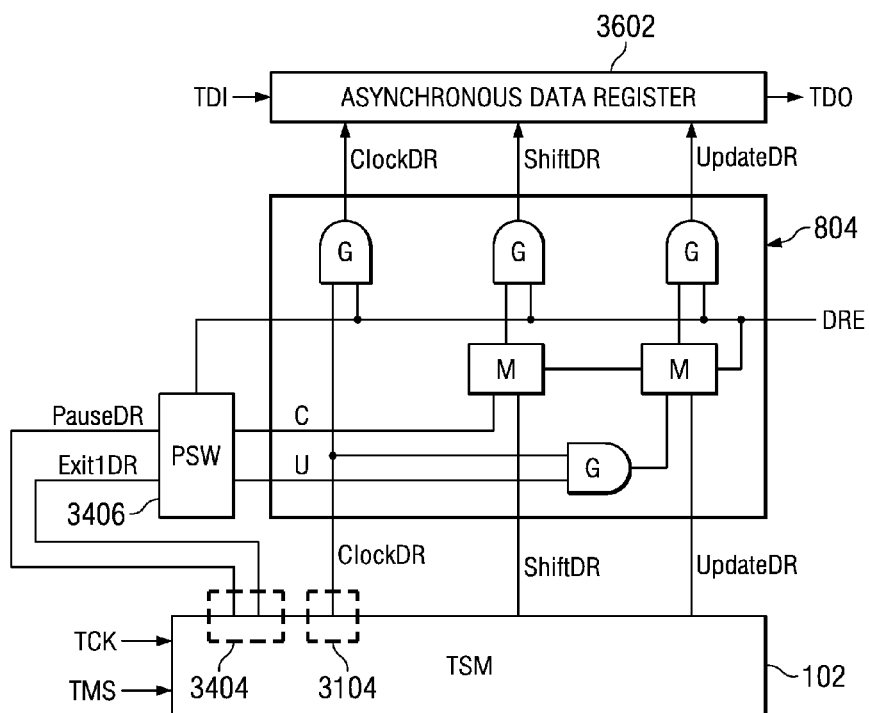 3602
TDI
ASYNCHRONOUS DATA REGISTER
TDO
ClockDR
ShiftDR
UpdateDR
804
G
G
G
DRE
M
M
PauseDR
C
PSW
Exit1DR
U
G
3406
ClockDR
ShiftDR
UpdateDR
TCK
TSM
TMS
3404
3104
102